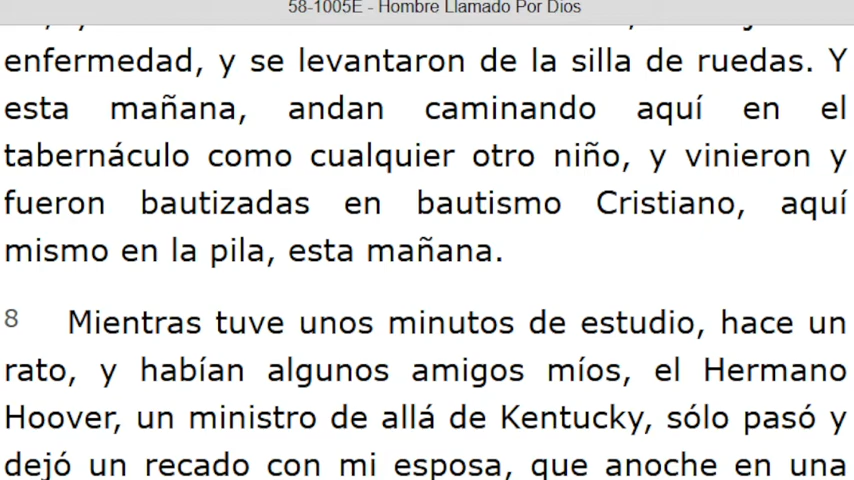 58-1005E - Hombre Llamado Por Dios
enfermedad, y se levantaron de la silla de ruedas. Y
esta mañana, andan caminando aquí en el
tabernáculo como cualquier otro niño, y vinieron y
fueron bautizadas en bautismo Cristiano, aquí
mismo en la pila, esta mañana.
8 Mientras tuve unos minutos de estudio, hace un
rato, y habían algunos amigos míos, el Hermano
Hoover, un ministro de allá de Kentucky, sólo pasó y
dejó un recado con mi esposa, que anoche en una